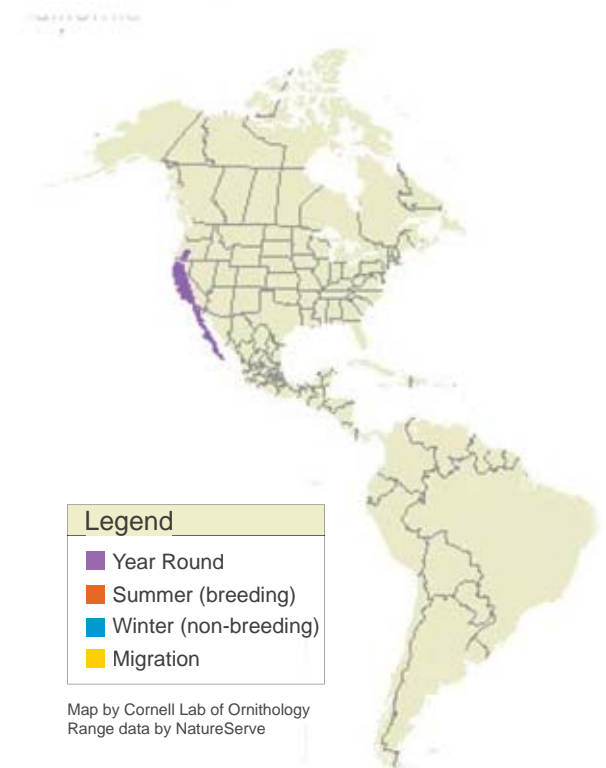 Legend
Year Round
Summer (breeding)
Winter (non-breeding)
Migration
Map by Cornell Lab of Ornithology
Range data by NatureServe